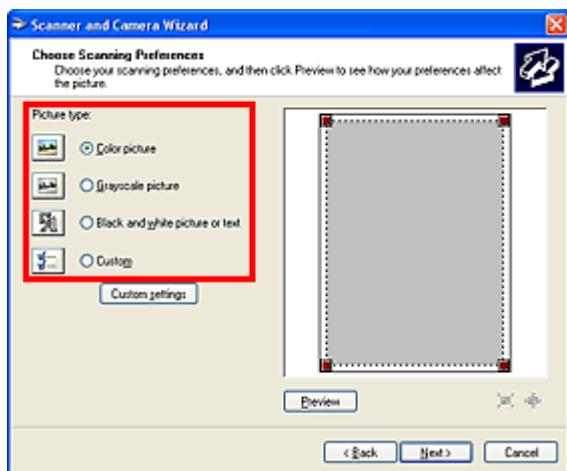 Scanner and Camera Wizard
Choose Scanning Preferences
Choose your scanning preferences, and then click Preview to see how your preferences affect
the picture.
Picture type:
Color picture
Grayscale picture
Black and white picture or text
Custom
Custom settings
Preview
< Back
Next >
Cancel